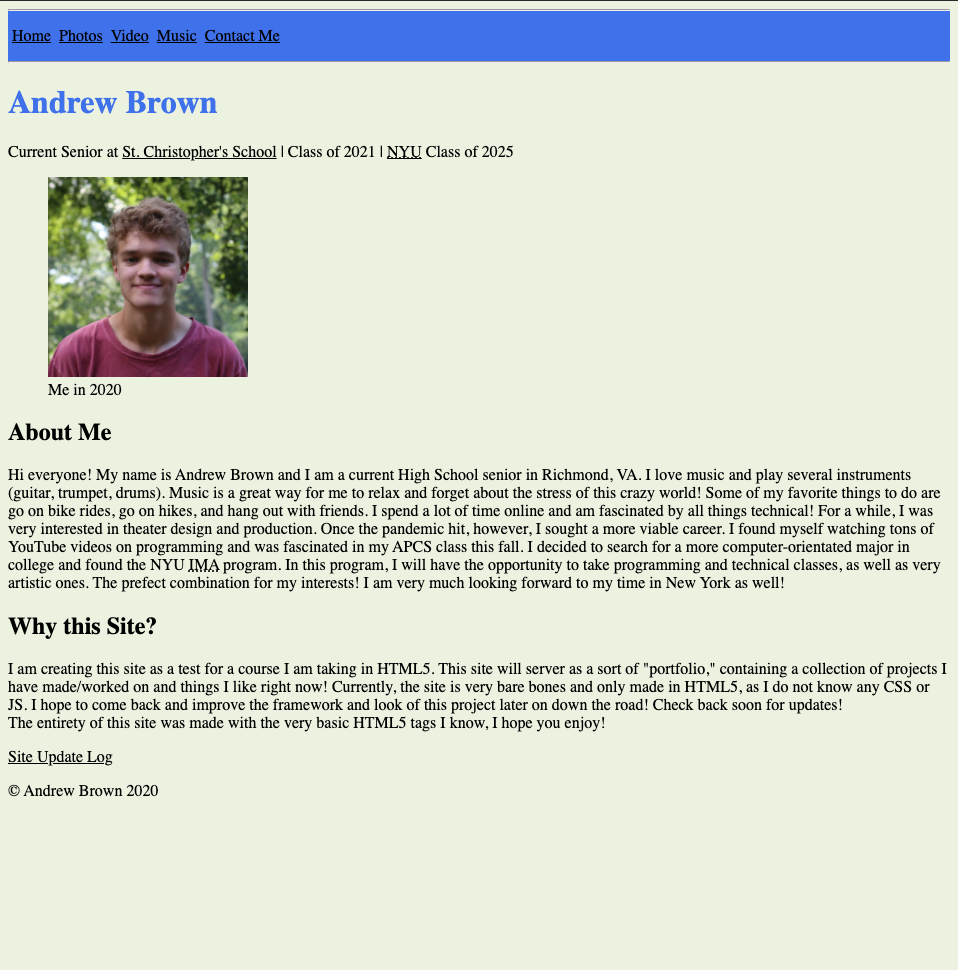 Home Photos Video Music Contact Me
Andrew Brown
Current Senior at St. Christopher's School | Class of 2021 | NYU Class of 2025
Me in 2020
About Me
Hi everyone! My name is Andrew Brown and I am a current High School senior in Richmond, VA. I love music and play several instruments
(guitar, trumpet, drums). Music is a great way for me to relax and forget about the stress of this crazy world! Some of my favorite things to do are
go on bike rides, go on hikes, and hang out with friends. I spend a lot of time online and am fascinated by all things technical! For a while, I was
very interested in theater design and production. Once the pandemic hit, however, I sought a more viable career. I found myself watching tons of
YouTube videos on programming and was fascinated in my APCS class this fall. I decided to search for a more computer-orientated major in
college and found the NYU IMA program. In this program, I will have the opportunity to take programming and technical classes, as well as very
artistic ones. The prefect combination for my interests! I am very much looking forward to my time in New York as well!
Why this Site?
I am creating this site as a test for a course I am taking in HTML5. This site will server as a sort of "portfolio," containing a collection of projects I
have made/worked on and things I like right now! Currently, the site is very bare bones and only made in HTML5, as I do not know any CSS or
JS. I hope to come back and improve the framework and look of this project later on down the road! Check back soon for updates!
The entirety of this site was made with the very basic HTML5 tags I know, I hope you enjoy!
Site Update Log
© Andrew Brown 2020